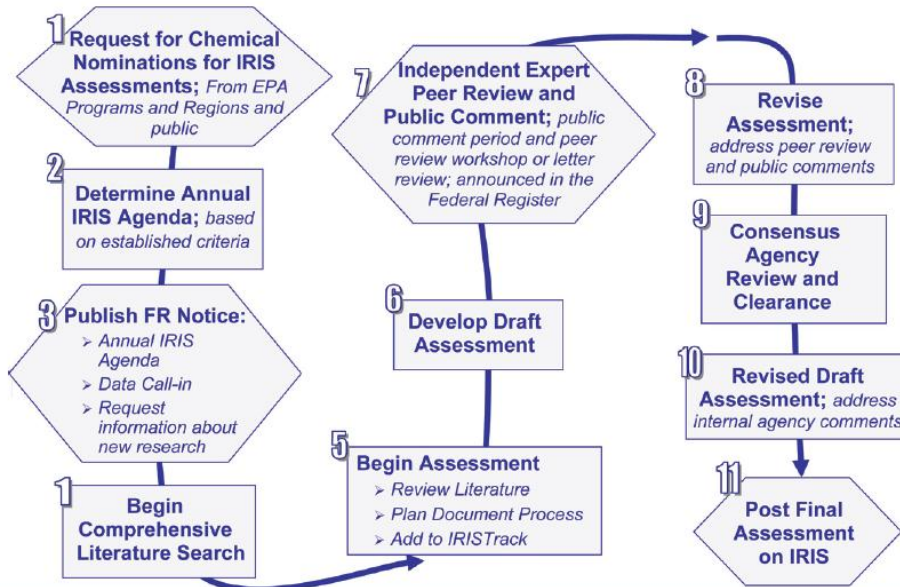 1
Request for Chemical
Nominations for IRIS
Assessments; From EPA
Programs and Regions
and public
2
Determine Annual
IRIS Agenda; based
on established criteria
3
Publish FR Notice:
➢ Annual IRIS
Agenda
➢ Data Call-in
➢ Request
information about
new research
1
Begin
Comprehensive
Literature Search
5
Begin Assessment
➢ Review Literature
➢ Plan Document Process
➢ Add to IRISTrack
6
Develop Draft
Assessment
7
Independent Expert
Peer Review and
Public Comment; public
comment period and peer
review workshop or letter
review; announced in the
Federal Register
8
Revise
Assessment;
address peer review
and public comments
9
Consensus
Agency
Review and
Clearance
10
Revised Draft
Assessment; address
internal agency comments
11
Post Final
Assessment
on IRIS